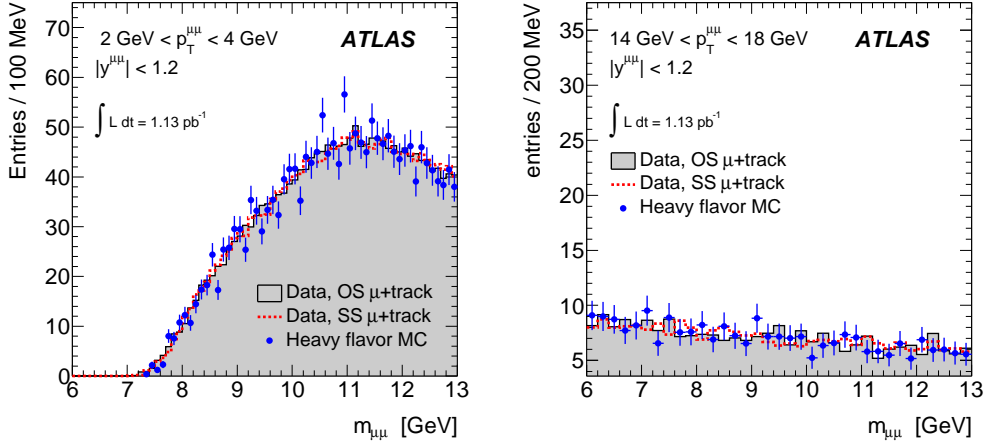 2 GeV < p_T^μμ < 4 GeV
ATLAS
|y^μμ| < 1.2
∫ L dt = 1.13 pb⁻¹
Entries / 100 MeV
70
60
50
40
30
20
10
0
Data, OS μ+track
Data, SS μ+track
Heavy flavor MC
6 7 8 9 10 11 12 13
m_μμ [GeV]
14 GeV < p_T^μμ < 18 GeV
ATLAS
|y^μμ| < 1.2
∫ L dt = 1.13 pb⁻¹
entries / 200 MeV
35
30
25
20
15
10
5
Data, OS μ+track
Data, SS μ+track
Heavy flavor MC
6 7 8 9 10 11 12 13
m_μμ [GeV]